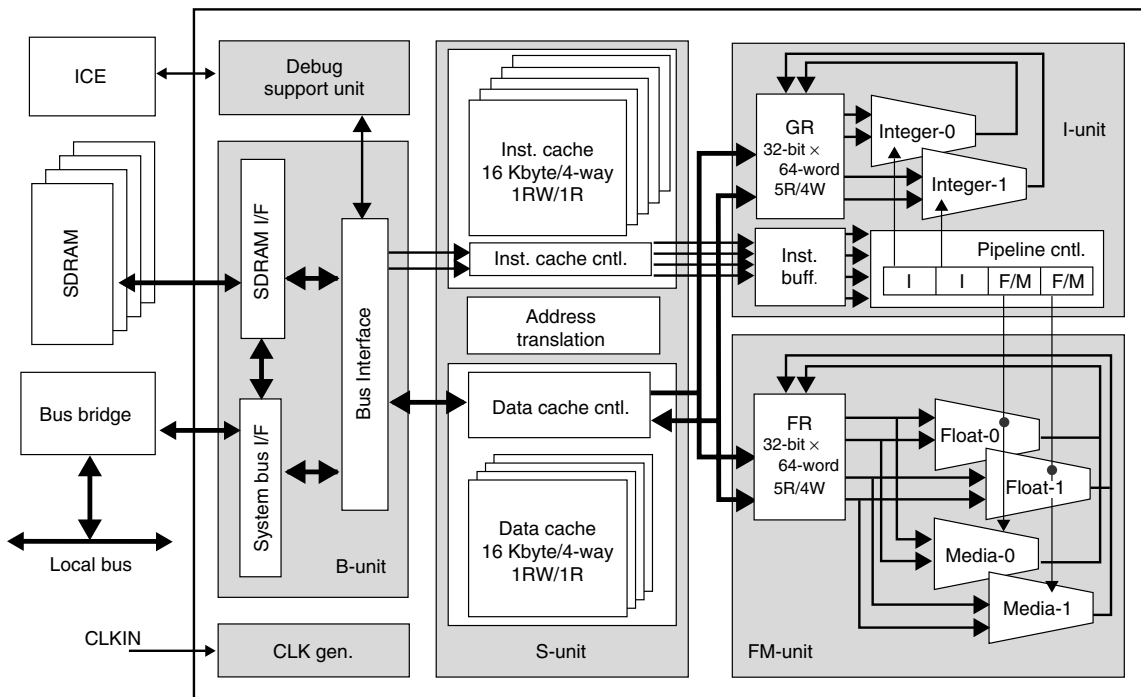 ICE
SDRAM
Bus bridge
Local bus
CLKIN
Debug
support unit
SDRAM I/F
System bus I/F
Bus Interface
B-unit
CLK gen.
Inst. cache
16 Kbyte/4-way
1RW/1R
Inst. cache cntl.
Address
translation
Data cache cntl.
Data cache
16 Kbyte/4-way
1RW/1R
S-unit
GR
32-bit ×
64-word
5R/4W
Integer-0
Integer-1
I-unit
Inst.
buff.
Pipeline cntl.
I I F/M F/M
FR
32-bit ×
64-word
5R/4W
Float-0
Float-1
Media-0
Media-1
FM-unit